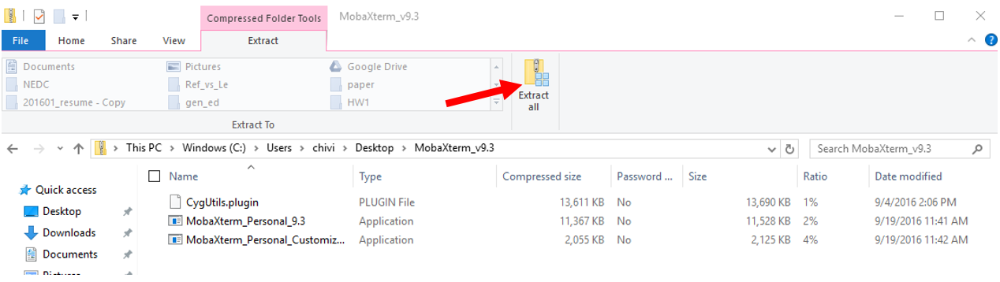 Compressed Folder Tools MobaXterm_v9.3
File Home Share View Extract
Documents Pictures Google Drive
NEDC Ref_vs_Le paper
201601_resume - Copy gen_ed HW1
Extract
all
Extract To
This PC Windows (C:) Users chivi Desktop MobaXterm_v9.3 Search MobaXterm_v9.3
Name Type Compressed size Password ... Size Ratio Date modified
Quick access
CygUtils.plugin PLUGIN File 13,611 KB No 13,690 KB 1% 9/4/2016 2:06 PM
Desktop
MobaXterm_Personal_9.3 Application 11,367 KB No 11,528 KB 2% 9/19/2016 11:41 AM
Downloads
MobaXterm_Personal_Customiz... Application 2,055 KB No 2,125 KB 4% 9/19/2016 11:42 AM
Documents
Pictures